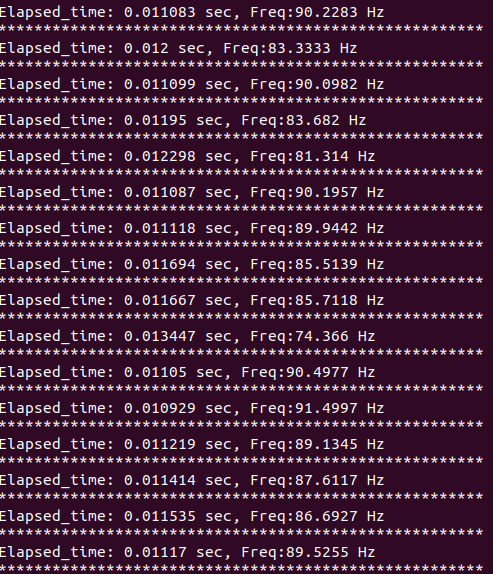 Elapsed_time: 0.011083 sec, Freq:90.2283 Hz
******************************************************
Elapsed_time: 0.012 sec, Freq:83.3333 Hz
******************************************************
Elapsed_time: 0.011099 sec, Freq:90.0982 Hz
******************************************************
Elapsed_time: 0.01195 sec, Freq:83.682 Hz
******************************************************
Elapsed_time: 0.012298 sec, Freq:81.314 Hz
******************************************************
Elapsed_time: 0.011087 sec, Freq:90.1957 Hz
******************************************************
Elapsed_time: 0.011118 sec, Freq:89.9442 Hz
******************************************************
Elapsed_time: 0.011694 sec, Freq:85.5139 Hz
******************************************************
Elapsed_time: 0.011667 sec, Freq:85.7118 Hz
******************************************************
Elapsed_time: 0.013447 sec, Freq:74.366 Hz
******************************************************
Elapsed_time: 0.01105 sec, Freq:90.4977 Hz
******************************************************
Elapsed_time: 0.010929 sec, Freq:91.4997 Hz
******************************************************
Elapsed_time: 0.011219 sec, Freq:89.1345 Hz
******************************************************
Elapsed_time: 0.011414 sec, Freq:87.6117 Hz
******************************************************
Elapsed_time: 0.011535 sec, Freq:86.6927 Hz
******************************************************
Elapsed_time: 0.01117 sec, Freq:89.5255 Hz
******************************************************